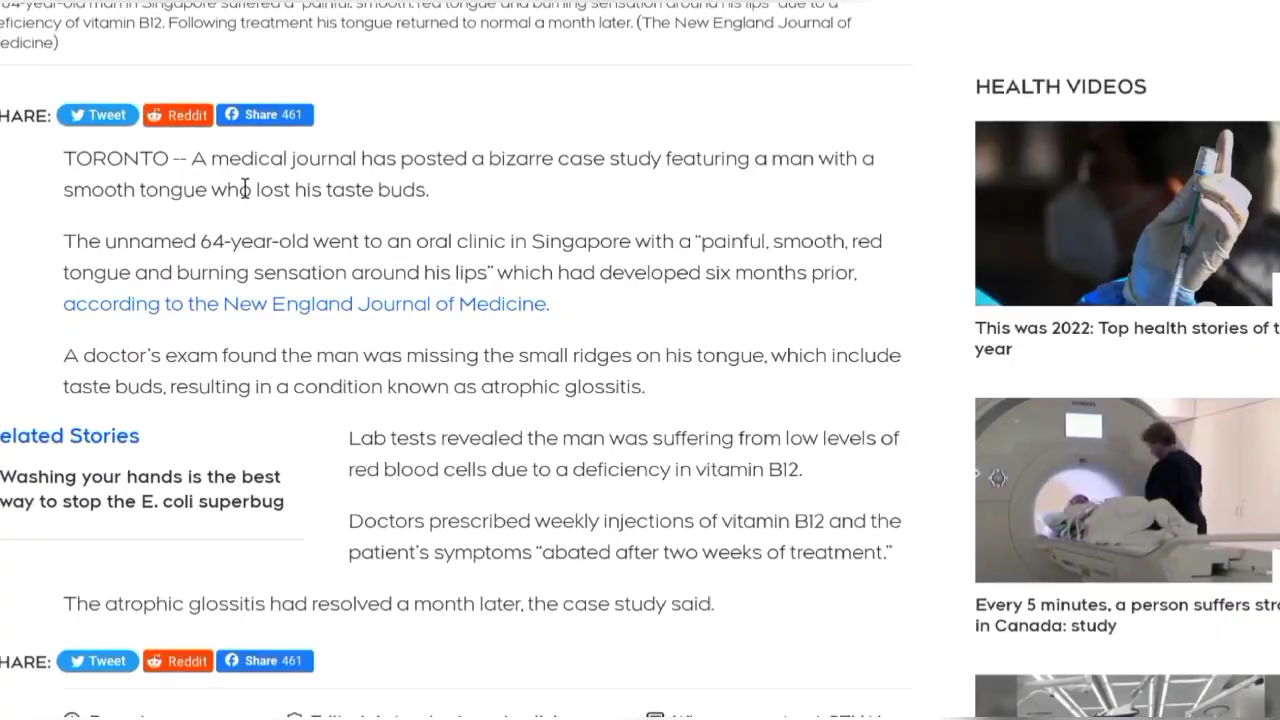 64-year-old man in Singapore suffered a "painful, smooth, red tongue and burning sensation around his lips" due to a
eficiency of vitamin B12. Following treatment his tongue returned to normal a month later. (The New England Journal of
edicine)
HARE: Tweet Reddit Share 461
TORONTO -- A medical journal has posted a bizarre case study featuring a man with a
smooth tongue who lost his taste buds.
The unnamed 64-year-old went to an oral clinic in Singapore with a "painful, smooth, red
tongue and burning sensation around his lips" which had developed six months prior,
according to the New England Journal of Medicine.
A doctor's exam found the man was missing the small ridges on his tongue, which include
taste buds, resulting in a condition known as atrophic glossitis.
elated Stories
Washing your hands is the best
way to stop the E. coli superbug
Lab tests revealed the man was suffering from low levels of
red blood cells due to a deficiency in vitamin B12.
Doctors prescribed weekly injections of vitamin B12 and the
patient's symptoms "abated after two weeks of treatment."
The atrophic glossitis had resolved a month later, the case study said.
HARE: Tweet Reddit Share 461
HEALTH VIDEOS
This was 2022: Top health stories of t
year
Every 5 minutes, a person suffers stro
in Canada: study